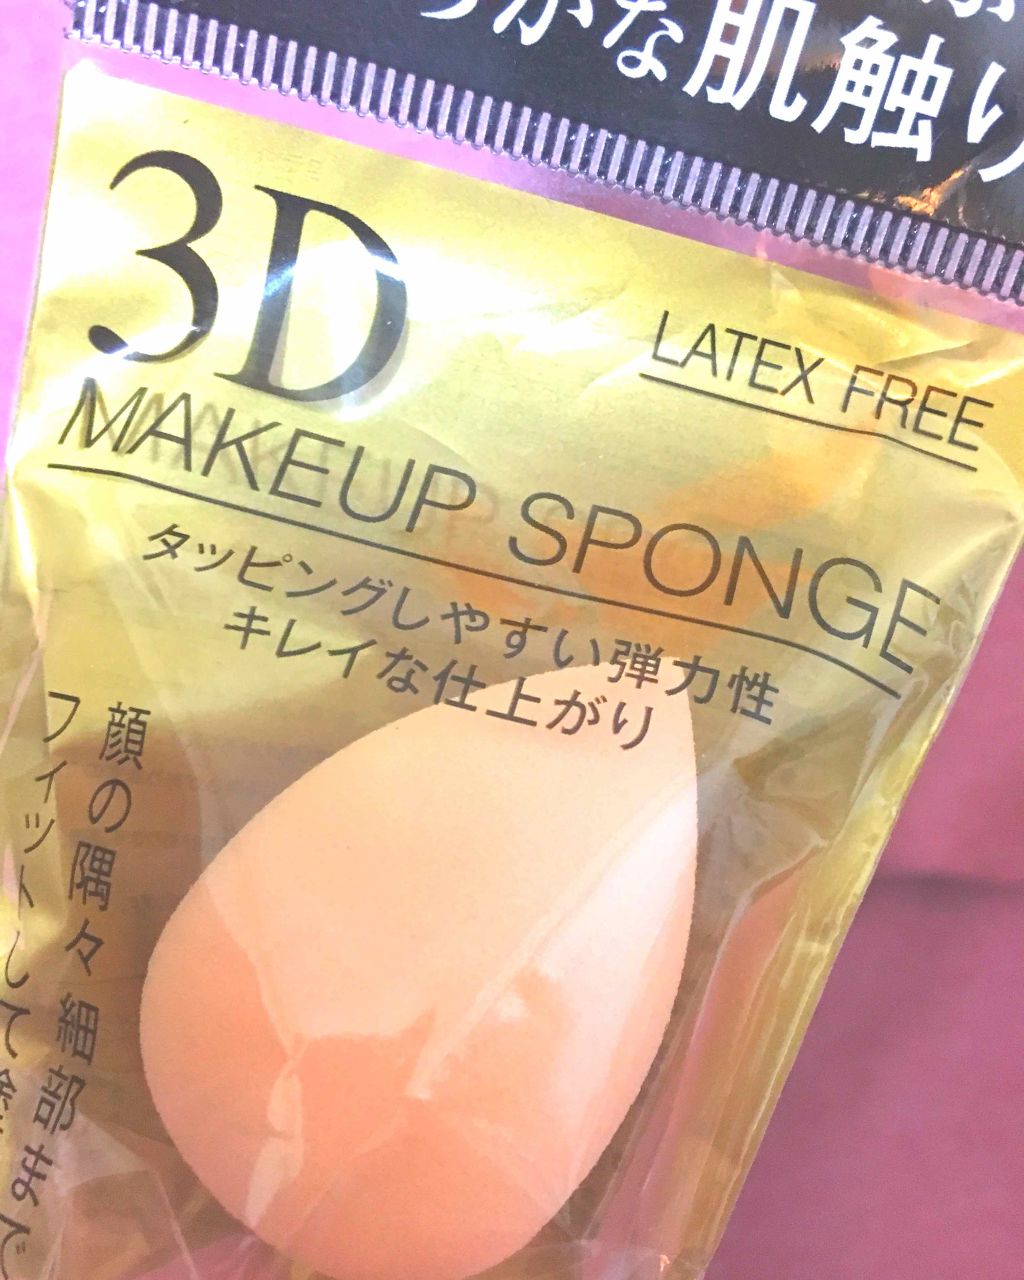 かな肌触り
3D
LATEX FREE
MAKEUP SPONGE
タッピングしやすい弾力性
キレイな仕上がり
顔の隅々細部まで
フィットして